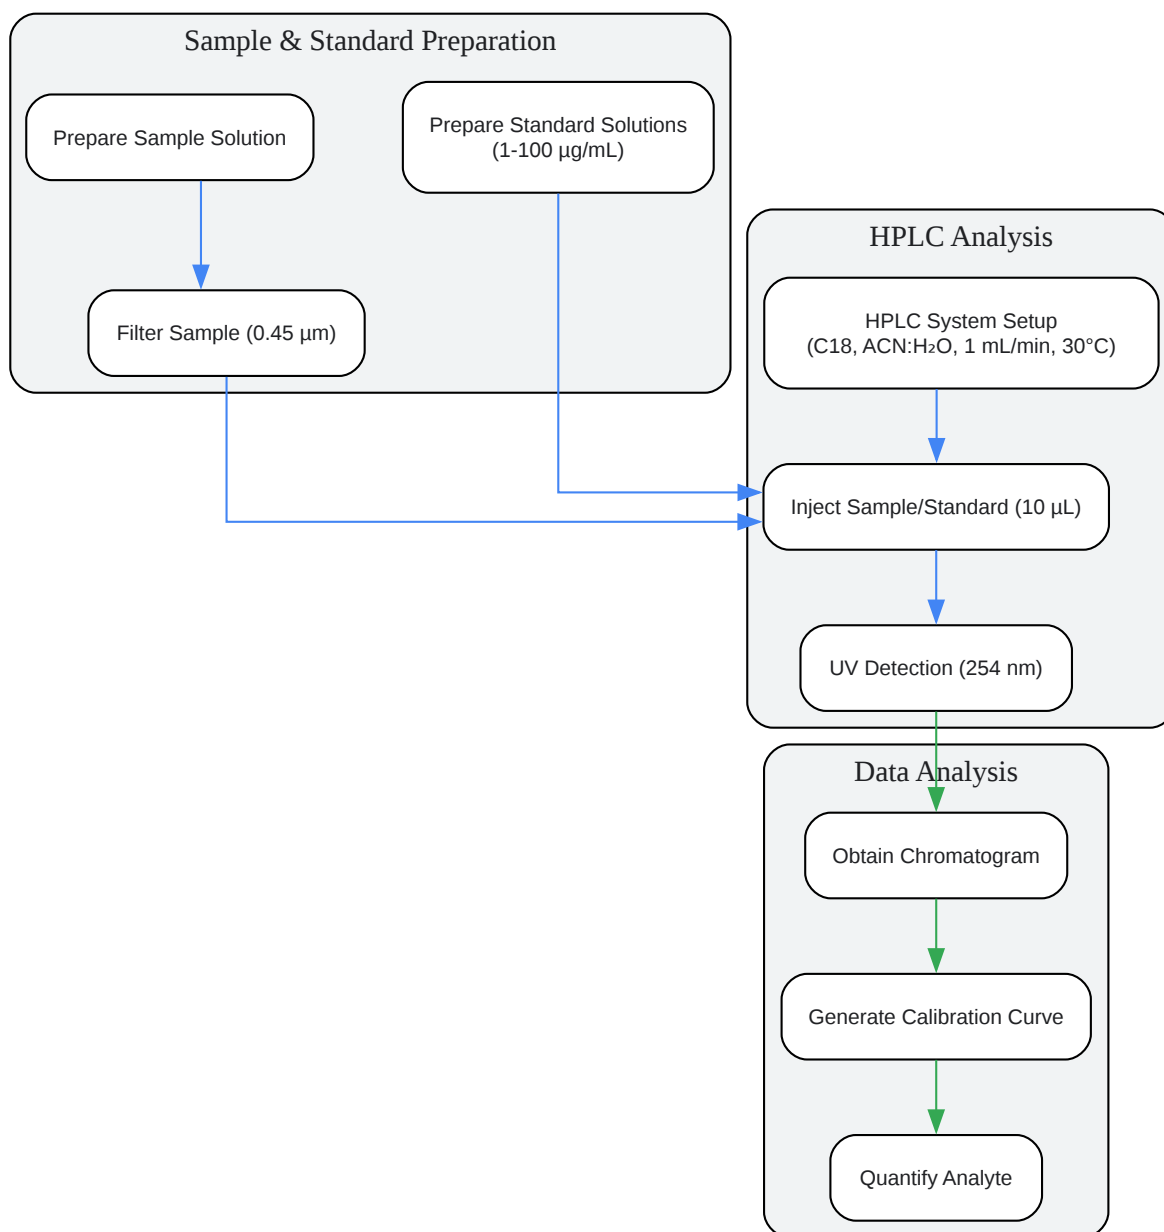 Sample & Standard Preparation
Prepare Sample Solution
Prepare Standard Solutions
(1-100 µg/mL)
Filter Sample (0.45 µm)
HPLC Analysis
HPLC System Setup
(C18, ACN:H₂O, 1 mL/min, 30°C)
Inject Sample/Standard (10 µL)
UV Detection (254 nm)
Data Analysis
Obtain Chromatogram
Generate Calibration Curve
Quantify Analyte